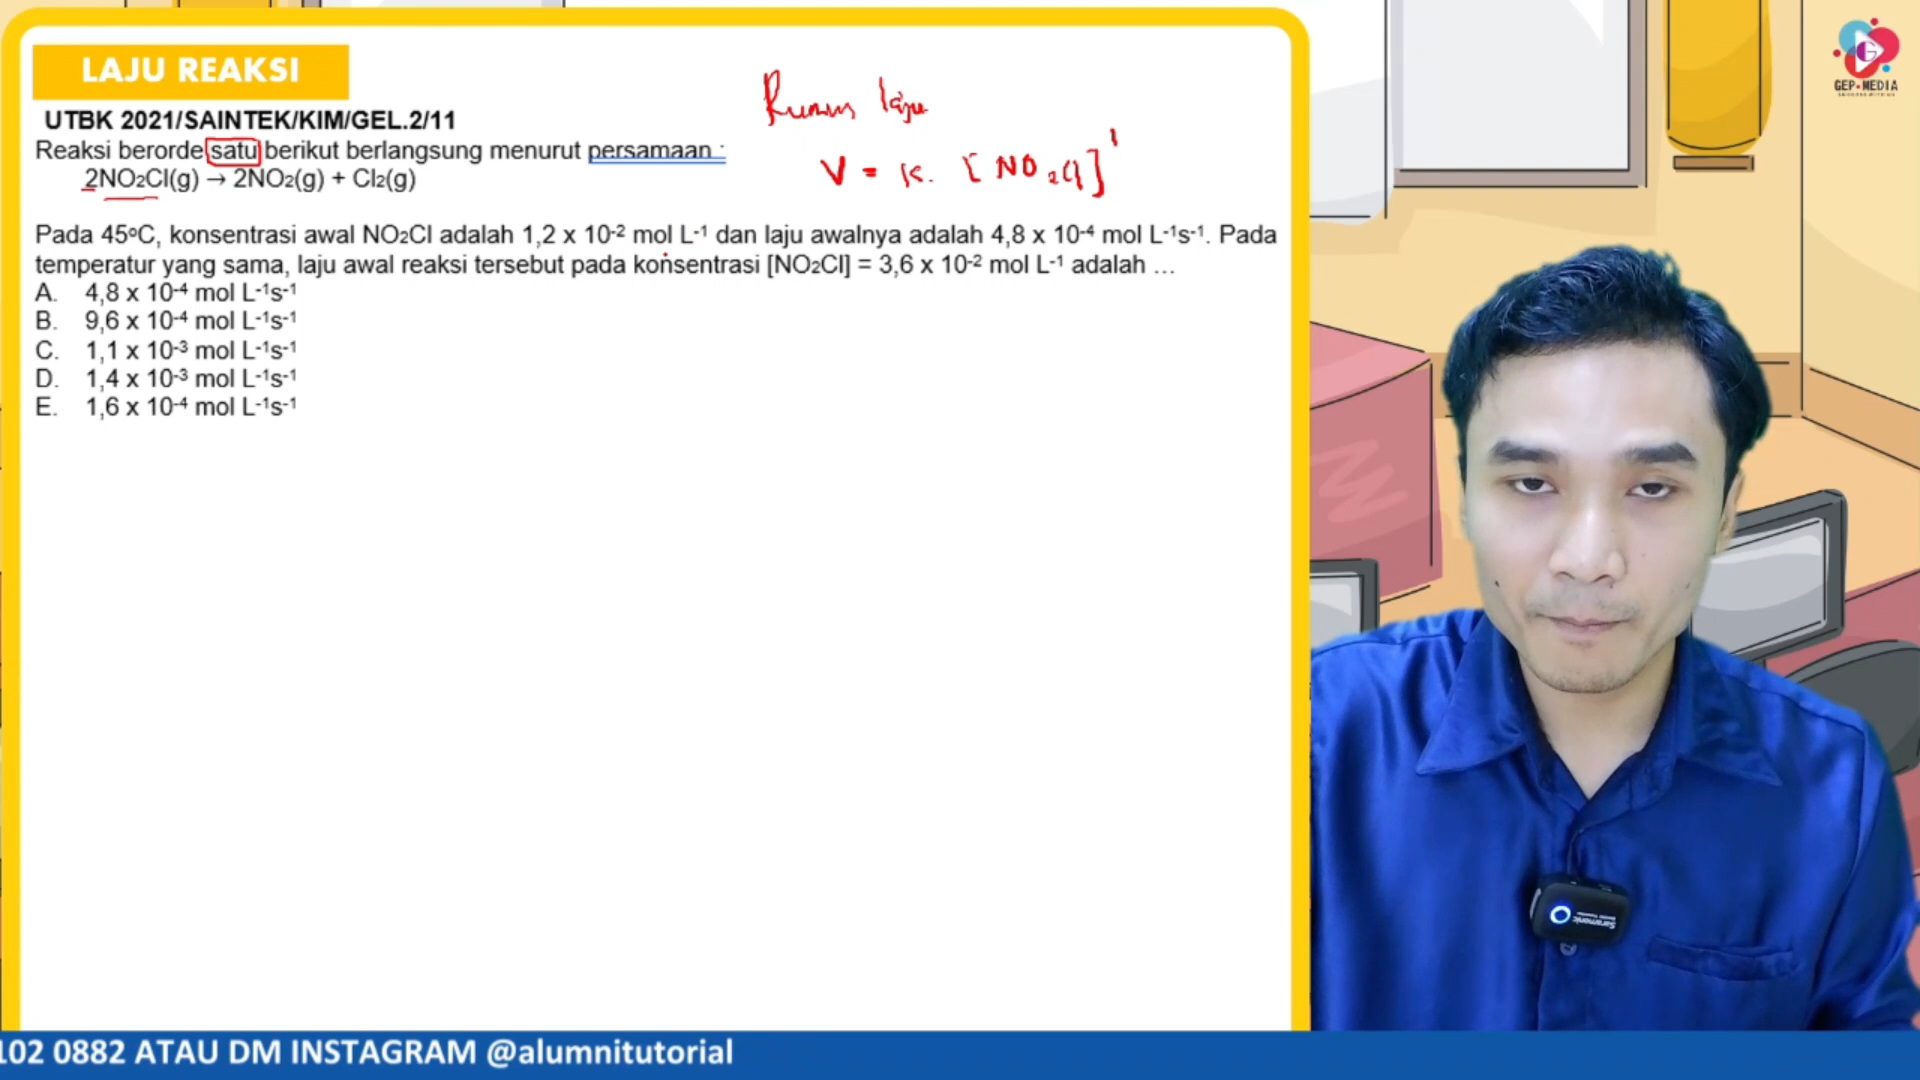 LAJU REAKSI
UTBK 2021/SAINTEK/KIM/GEL.2/11
Reaksi berorde satu berikut berlangsung menurut persamaan :
2NO₂Cl(g) → 2NO₂(g) + Cl₂(g)
Rumus laju
V = k. [NO₂Cl]¹
Pada 45°C, konsentrasi awal NO₂Cl adalah 1,2 x 10⁻² mol L⁻¹ dan laju awalnya adalah 4,8 x 10⁻⁴ mol L⁻¹s⁻¹. Pada
temperatur yang sama, laju awal reaksi tersebut pada konsentrasi [NO₂Cl] = 3,6 x 10⁻² mol L⁻¹ adalah ...
A. 4,8 x 10⁻⁴ mol L⁻¹s⁻¹
B. 9,6 x 10⁻⁴ mol L⁻¹s⁻¹
C. 1,1 x 10⁻³ mol L⁻¹s⁻¹
D. 1,4 x 10⁻³ mol L⁻¹s⁻¹
E. 1,6 x 10⁻⁴ mol L⁻¹s⁻¹
GEP MEDIA
Saramonic
102 0882 ATAU DM INSTAGRAM @alumnitutorial